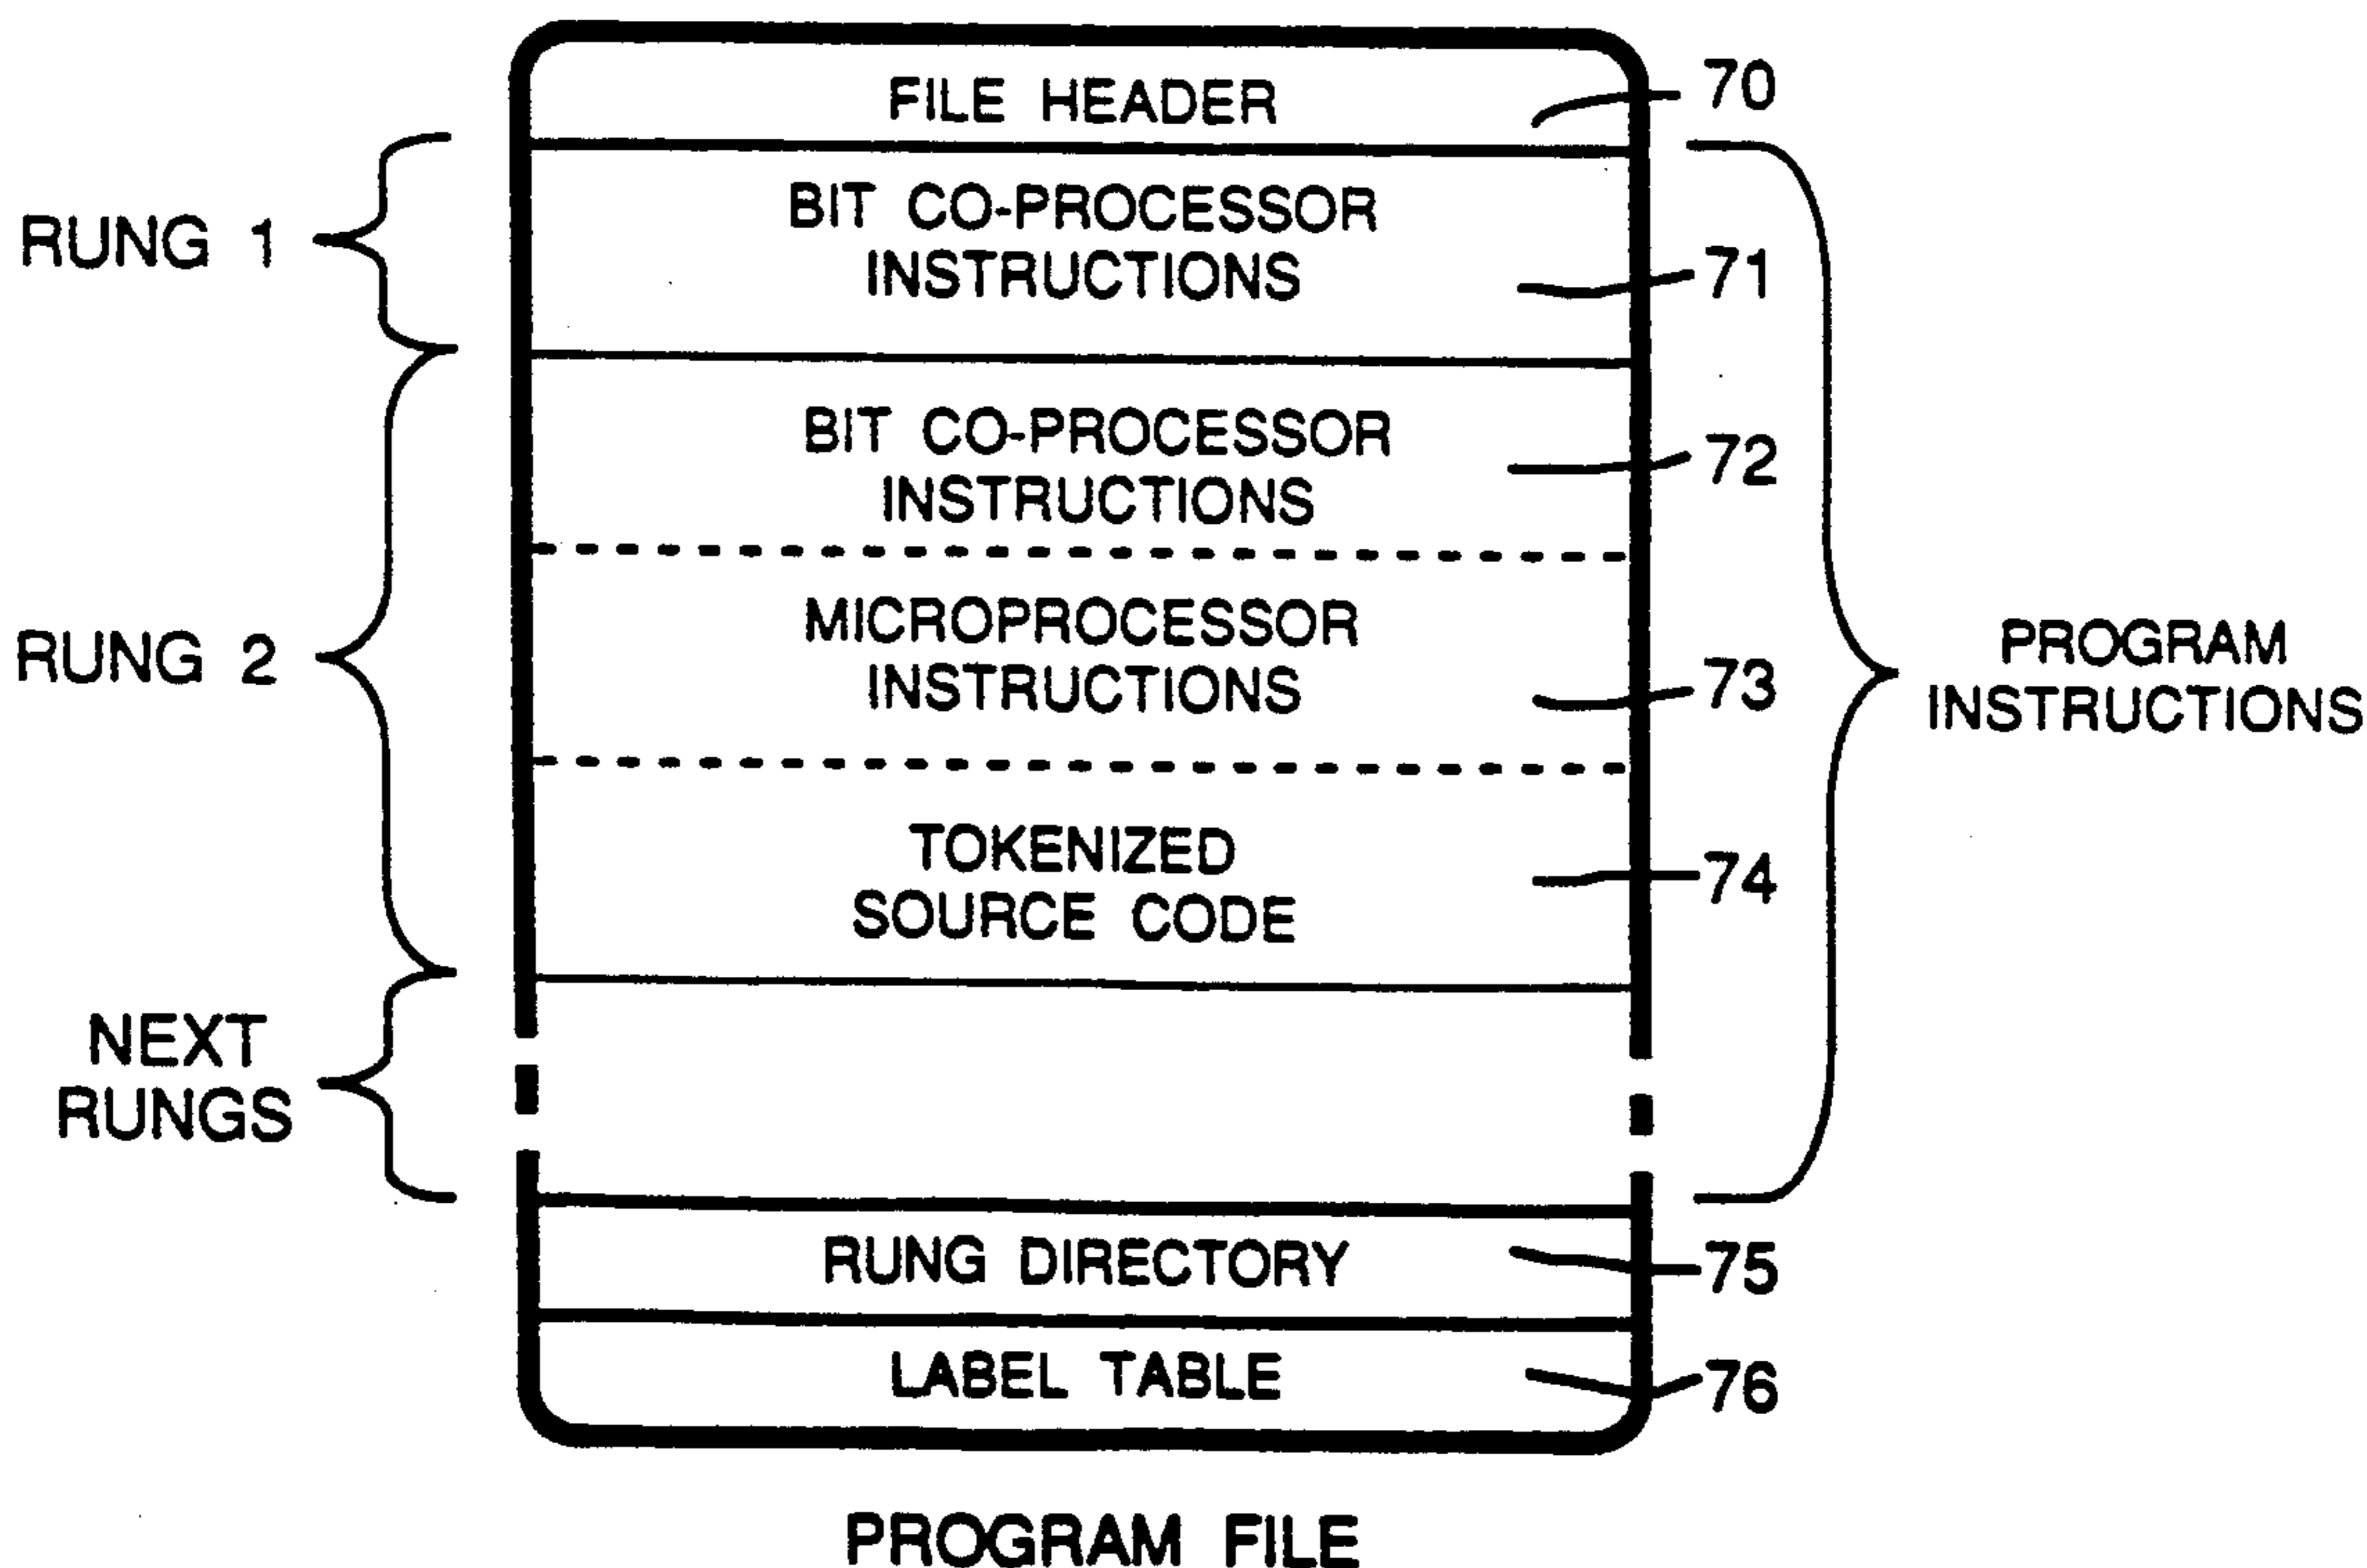 FILE HEADER
70
RUNG 1
BIT CO-PROCESSOR
INSTRUCTIONS
71
BIT CO-PROCESSOR
INSTRUCTIONS
72
RUNG 2
MICROPROCESSOR
INSTRUCTIONS
73
PROGRAM
INSTRUCTIONS
TOKENIZED
SOURCE CODE
74
NEXT
RUNGS
RUNG DIRECTORY
75
LABEL TABLE
76
PROGRAM FILE